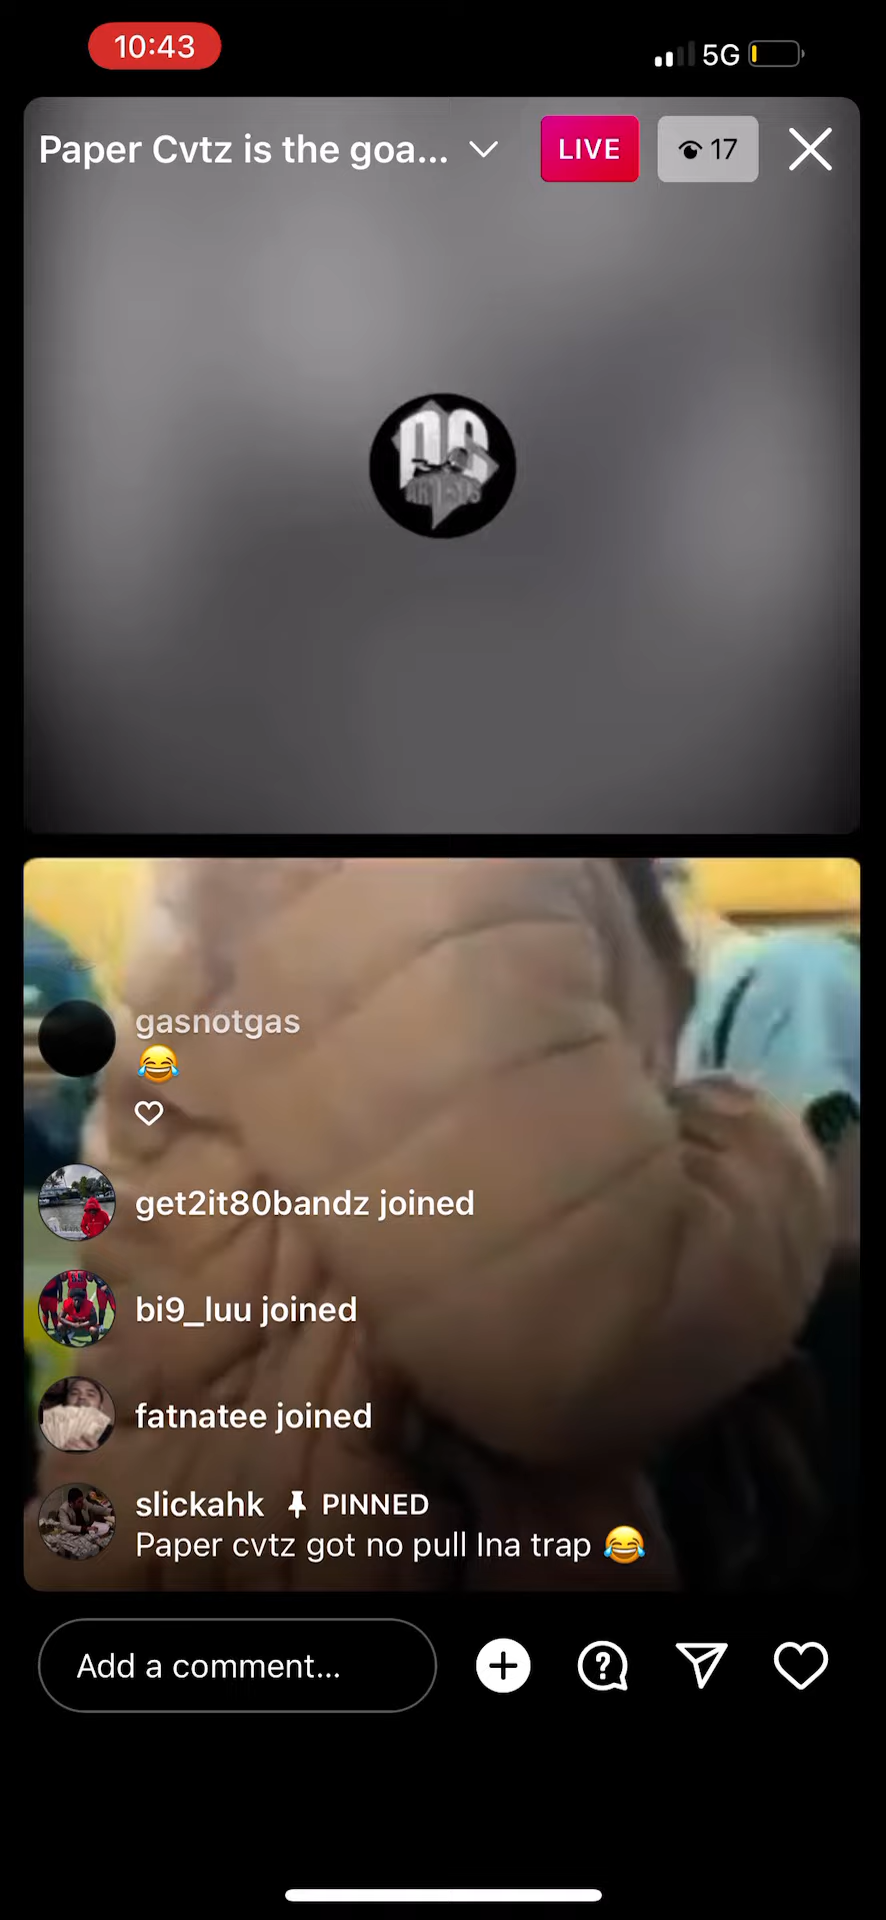 10:43
5G
Paper Cvtz is the goa...
LIVE
17
ARTISTS
gasnotgas
😂
get2it80bandz joined
bi9_luu joined
fatnatee joined
slickahk PINNED
Paper cvtz got no pull Ina trap 😂
Add a comment...